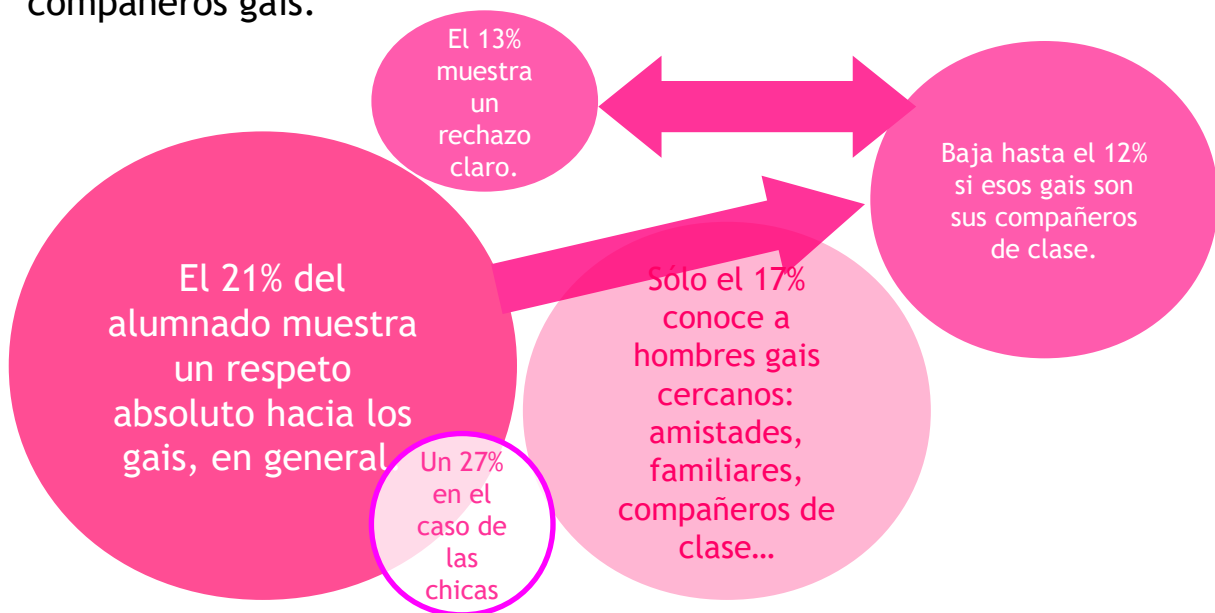 compañeros gais.
El 13%
muestra
un
rechazo
claro.
Baja hasta el 12%
si esos gais son
sus compañeros
de clase.
El 21% del
alumnado muestra
un respeto
absoluto hacia los
gais, en general.
Un 27%
en el
caso de
las
chicas
Sólo el 17%
conoce a
hombres gais
cercanos:
amistades,
familiares,
compañeros de
clase…